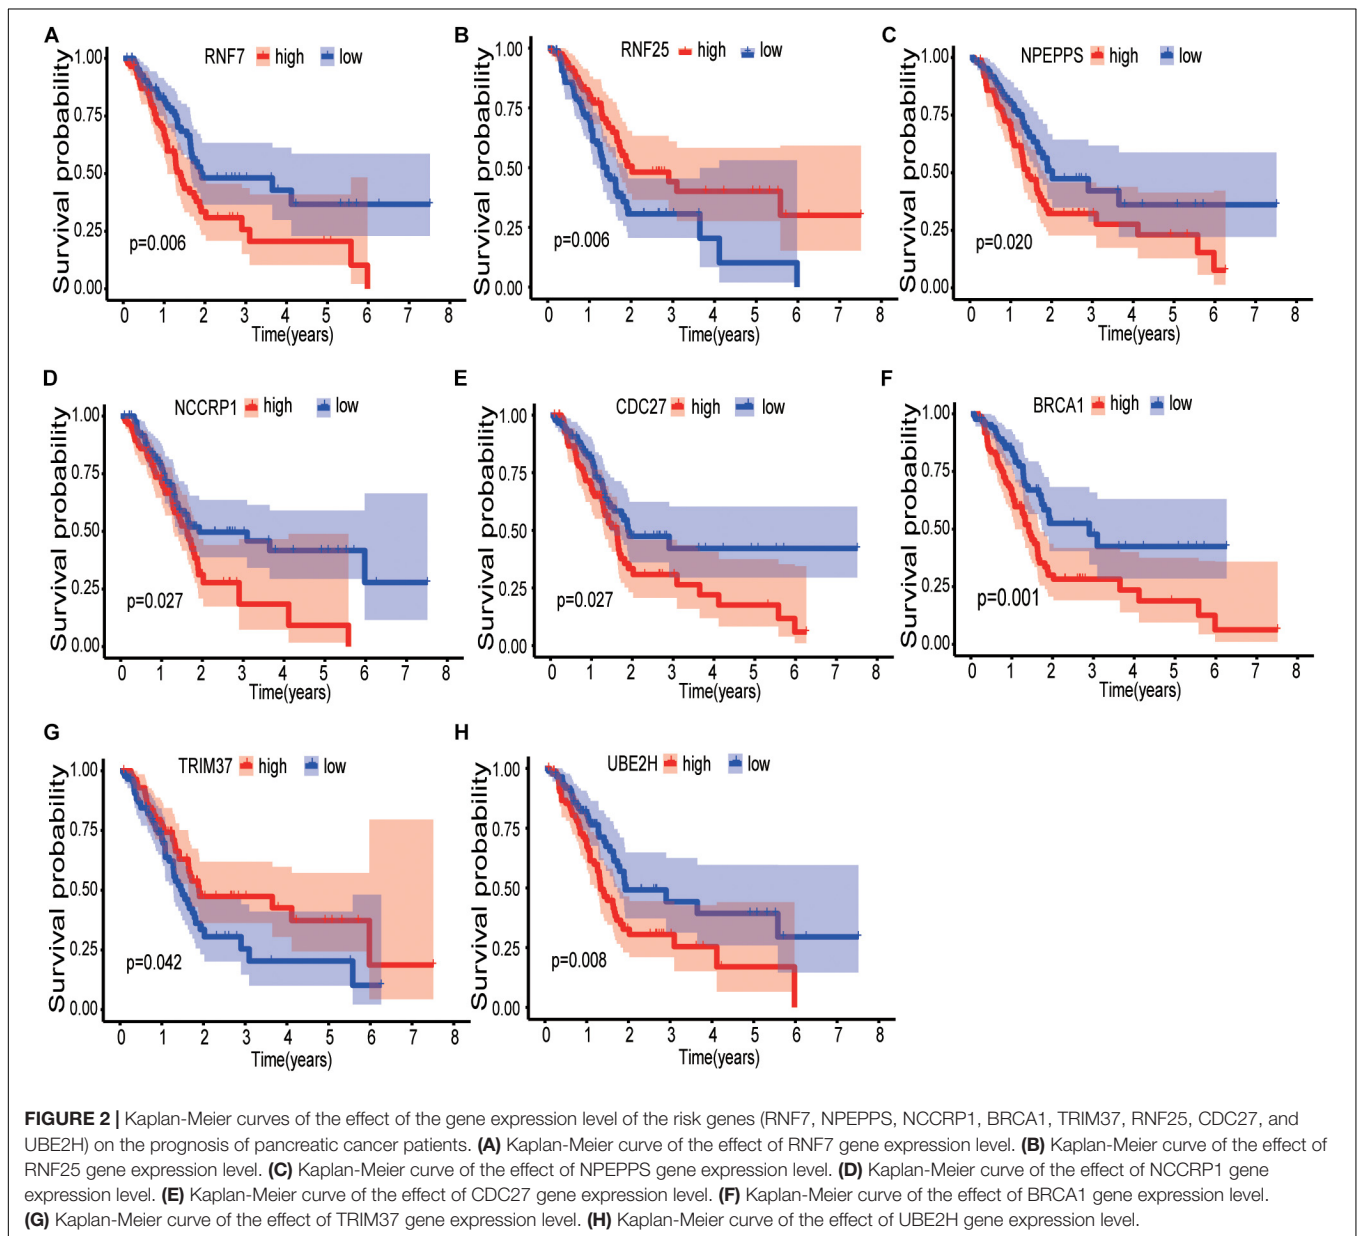 A
RNF7 high low
Survival probability
1.00
0.75
0.50
0.25
0.00
p=0.006
0 1 2 3 4 5 6 7 8
Time(years)
B
RNF25 high low
Survival probability
1.00
0.75
0.50
0.25
0.00
p=0.006
0 1 2 3 4 5 6 7 8
Time(years)
C
NPEPPS high low
Survival probability
1.00
0.75
0.50
0.25
0.00
p=0.020
0 1 2 3 4 5 6 7 8
Time(years)
D
NCCRP1 high low
Survival probability
1.00
0.75
0.50
0.25
0.00
p=0.027
0 1 2 3 4 5 6 7 8
Time(years)
E
CDC27 high low
Survival probability
1.00
0.75
0.50
0.25
0.00
p=0.027
0 1 2 3 4 5 6 7 8
Time(years)
F
BRCA1 high low
Survival probability
1.00
0.75
0.50
0.25
0.00
p=0.001
0 1 2 3 4 5 6 7 8
Time(years)
G
TRIM37 high low
Survival probability
1.00
0.75
0.50
0.25
0.00
p=0.042
0 1 2 3 4 5 6 7 8
Time(years)
H
UBE2H high low
Survival probability
1.00
0.75
0.50
0.25
0.00
p=0.008
0 1 2 3 4 5 6 7 8
Time(years)
FIGURE 2 | Kaplan-Meier curves of the effect of the gene expression level of the risk genes (RNF7, NPEPPS, NCCRP1, BRCA1, TRIM37, RNF25, CDC27, and
UBE2H) on the prognosis of pancreatic cancer patients. (A) Kaplan-Meier curve of the effect of RNF7 gene expression level. (B) Kaplan-Meier curve of the effect of
RNF25 gene expression level. (C) Kaplan-Meier curve of the effect of NPEPPS gene expression level. (D) Kaplan-Meier curve of the effect of NCCRP1 gene
expression level. (E) Kaplan-Meier curve of the effect of CDC27 gene expression level. (F) Kaplan-Meier curve of the effect of BRCA1 gene expression level.
(G) Kaplan-Meier curve of the effect of TRIM37 gene expression level. (H) Kaplan-Meier curve of the effect of UBE2H gene expression level.